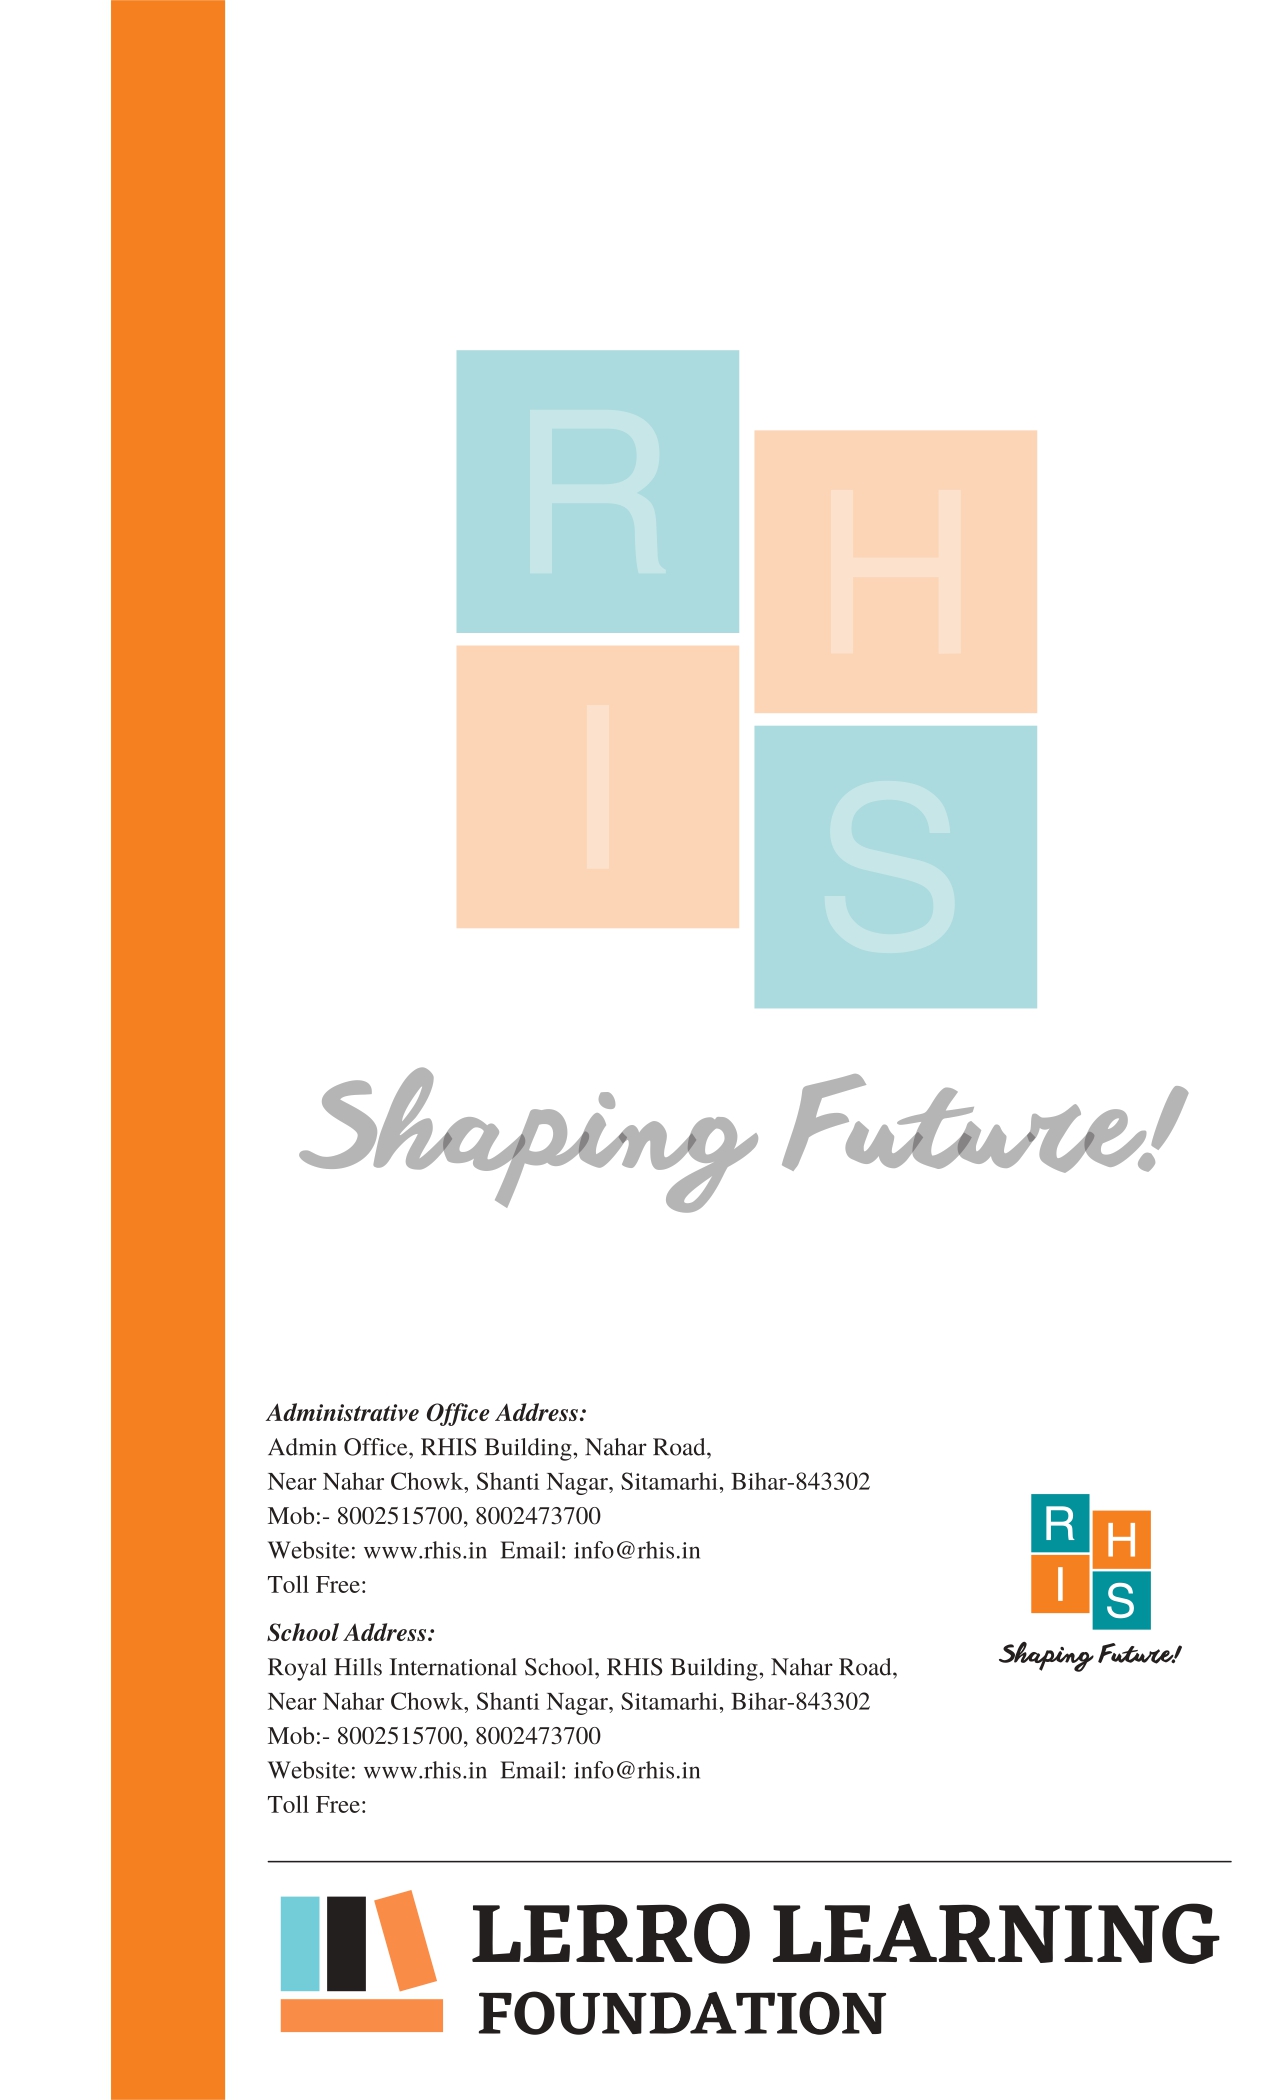 R
H
I
S
Shaping Future!
Administrative Office Address:
Admin Office, RHIS Building, Nahar Road,
Near Nahar Chowk, Shanti Nagar, Sitamarhi, Bihar-843302
Mob:- 8002515700, 8002473700
Website: www.rhis.in  Email: info@rhis.in
Toll Free:
School Address:
Royal Hills International School, RHIS Building, Nahar Road,
Near Nahar Chowk, Shanti Nagar, Sitamarhi, Bihar-843302
Mob:- 8002515700, 8002473700
Website: www.rhis.in  Email: info@rhis.in
Toll Free:
R
H
I
S
Shaping Future!
LERRO LEARNING
FOUNDATION